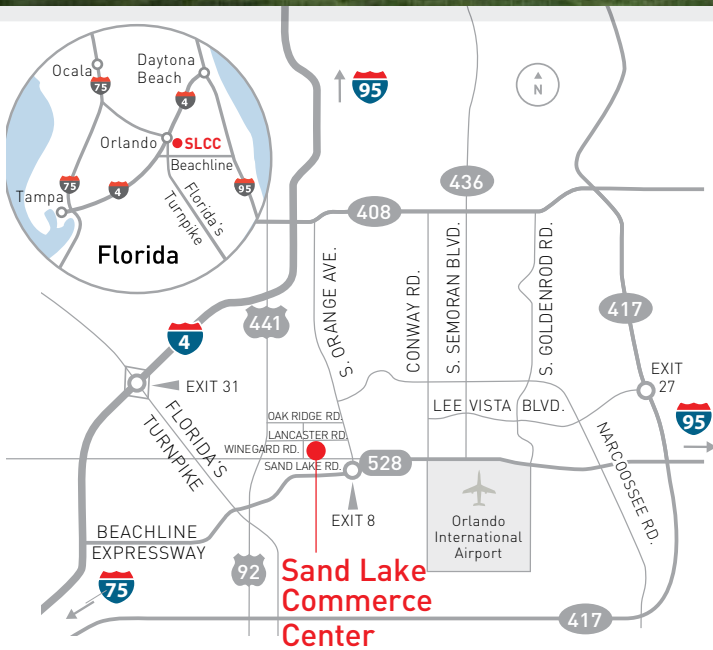 Ocala
Daytona
Beach
75
4
Orlando
SLCC
Beachline
75
4
95
Tampa
Florida's
Turnpike
Florida
95
N
436
408
S. ORANGE AVE.
CONWAY RD.
S. SEMORAN BLVD.
S. GOLDENROD RD.
441
417
4
EXIT 31
EXIT
27
FLORIDA'S
TURNPIKE
OAK RIDGE RD.
LANCASTER RD.
WINEGARD RD.
SAND LAKE RD.
LEE VISTA BLVD.
95
NARCOOSSEE RD.
528
EXIT 8
Orlando
International
Airport
BEACHLINE
EXPRESSWAY
75
92
Sand Lake
Commerce
Center
417